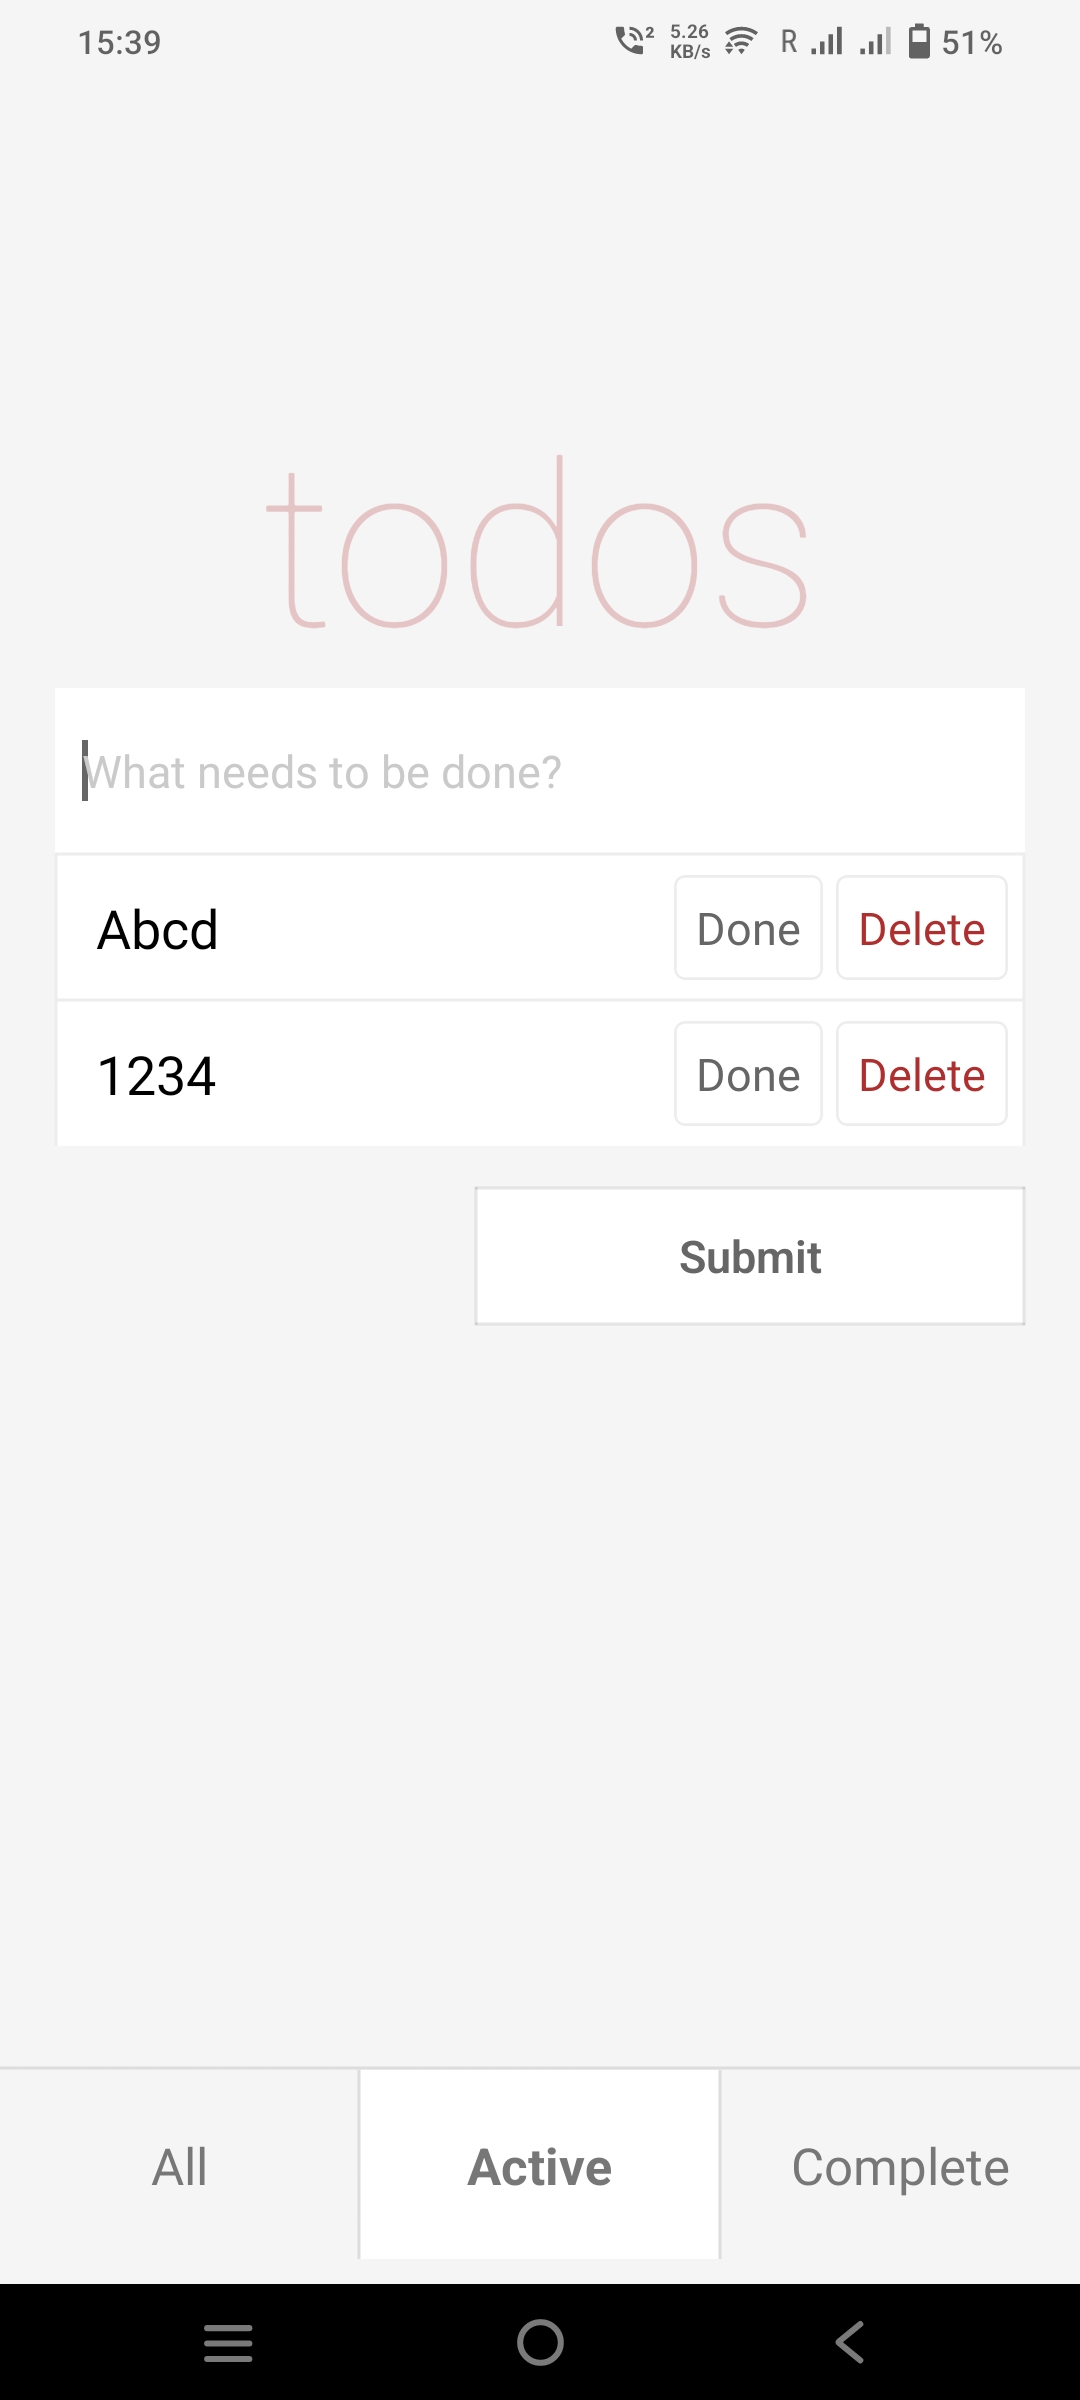 15:39
2 5.26 KB/s R 51%
todos
What needs to be done?
Abcd Done Delete
1234 Done Delete
Submit
All Active Complete